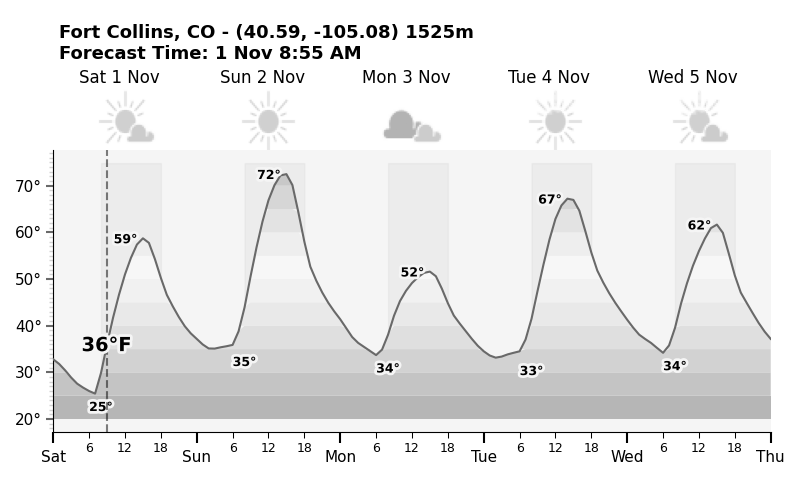 Fort Collins, CO - (40.59, -105.08) 1525m
Forecast Time: 1 Nov 8:55 AM
Sat 1 Nov Sun 2 Nov Mon 3 Nov Tue 4 Nov Wed 5 Nov
72°
70°
67°
62°
60°
59°
52°
50°
40°
36°F
35°
34°
33°
34°
30°
25°
20°
6 12 18 6 12 18 6 12 18 6 12 18 6 12 18
Sat Sun Mon Tue Wed Thu